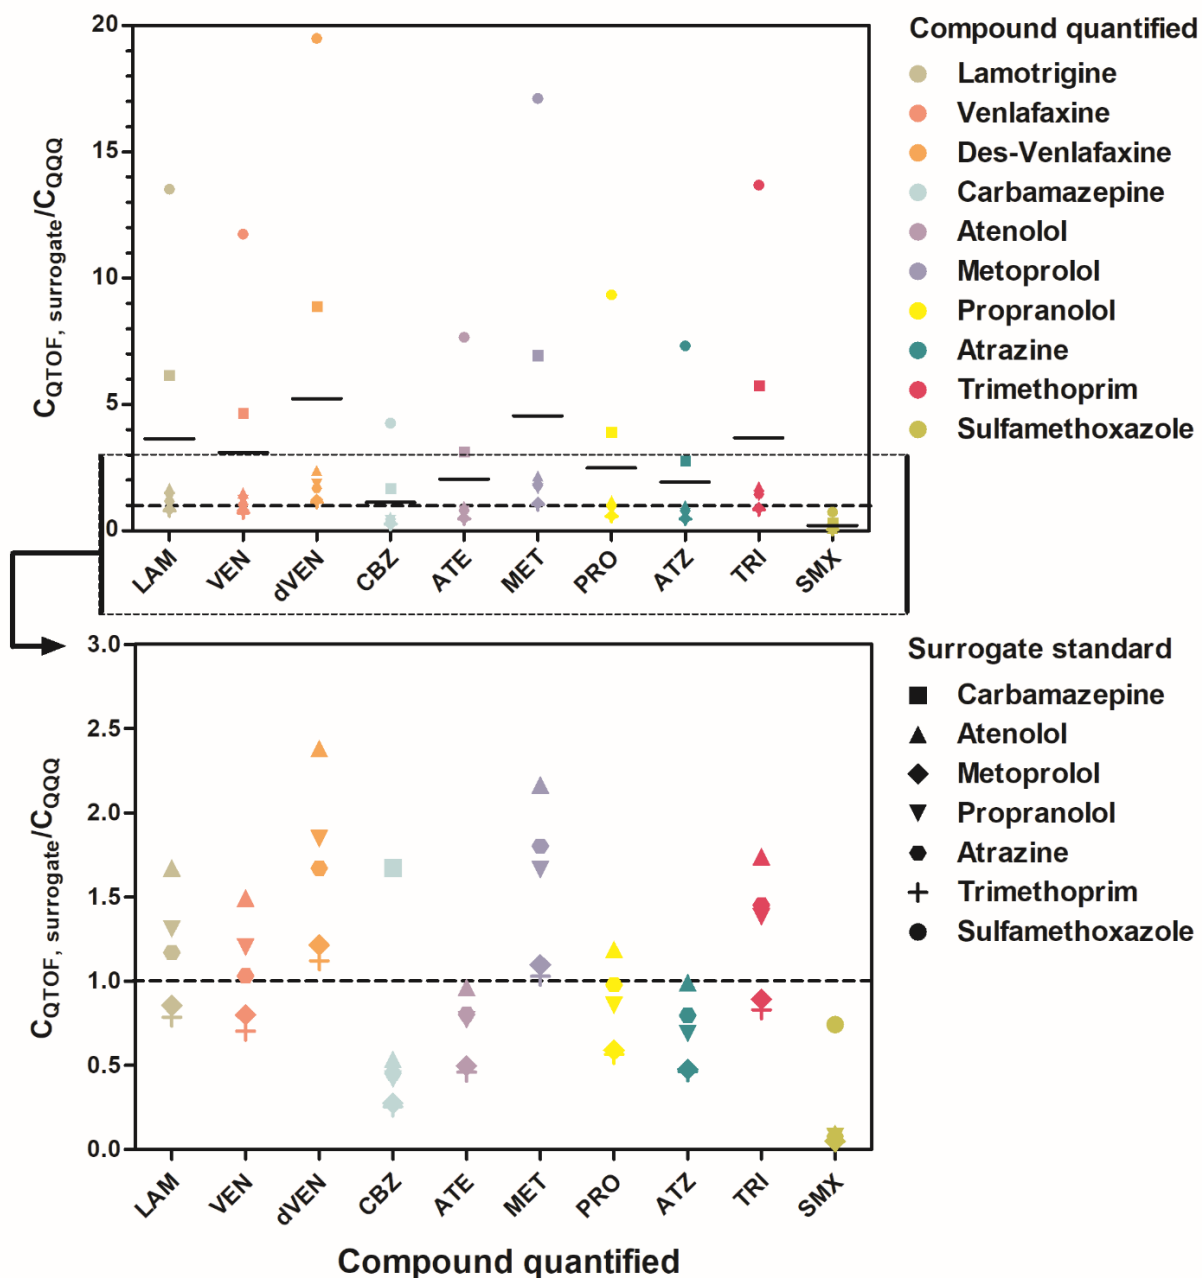 20
15
10
5
0
C QTOF, surrogate/C QQQ
LAM
VEN
dVEN
CBZ
ATE
MET
PRO
ATZ
TRI
SMX
Compound quantified
Lamotrigine
Venlafaxine
Des-Venlafaxine
Carbamazepine
Atenolol
Metoprolol
Propranolol
Atrazine
Trimethoprim
Sulfamethoxazole
3.0
2.5
2.0
1.5
1.0
0.5
0.0
C QTOF, surrogate/C QQQ
LAM
VEN
dVEN
CBZ
ATE
MET
PRO
ATZ
TRI
SMX
Compound quantified
Surrogate standard
Carbamazepine
Atenolol
Metoprolol
Propranolol
Atrazine
Trimethoprim
Sulfamethoxazole